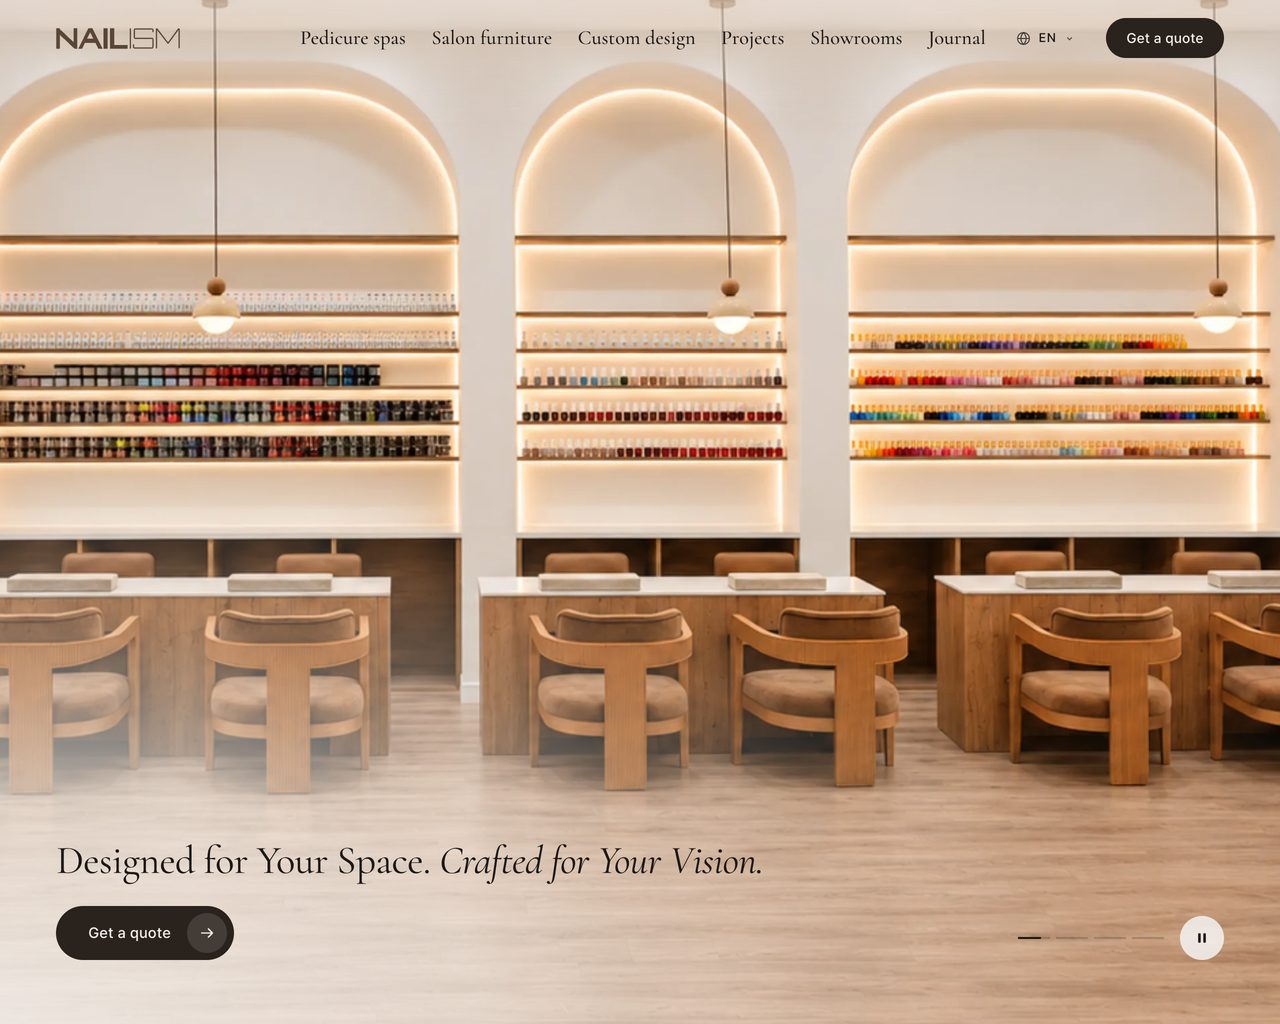 NAILISM
Pedicure spas
Salon furniture
Custom design
Projects
Showrooms
Journal
EN
Get a quote
Designed for Your Space. Crafted for Your Vision.
Get a quote